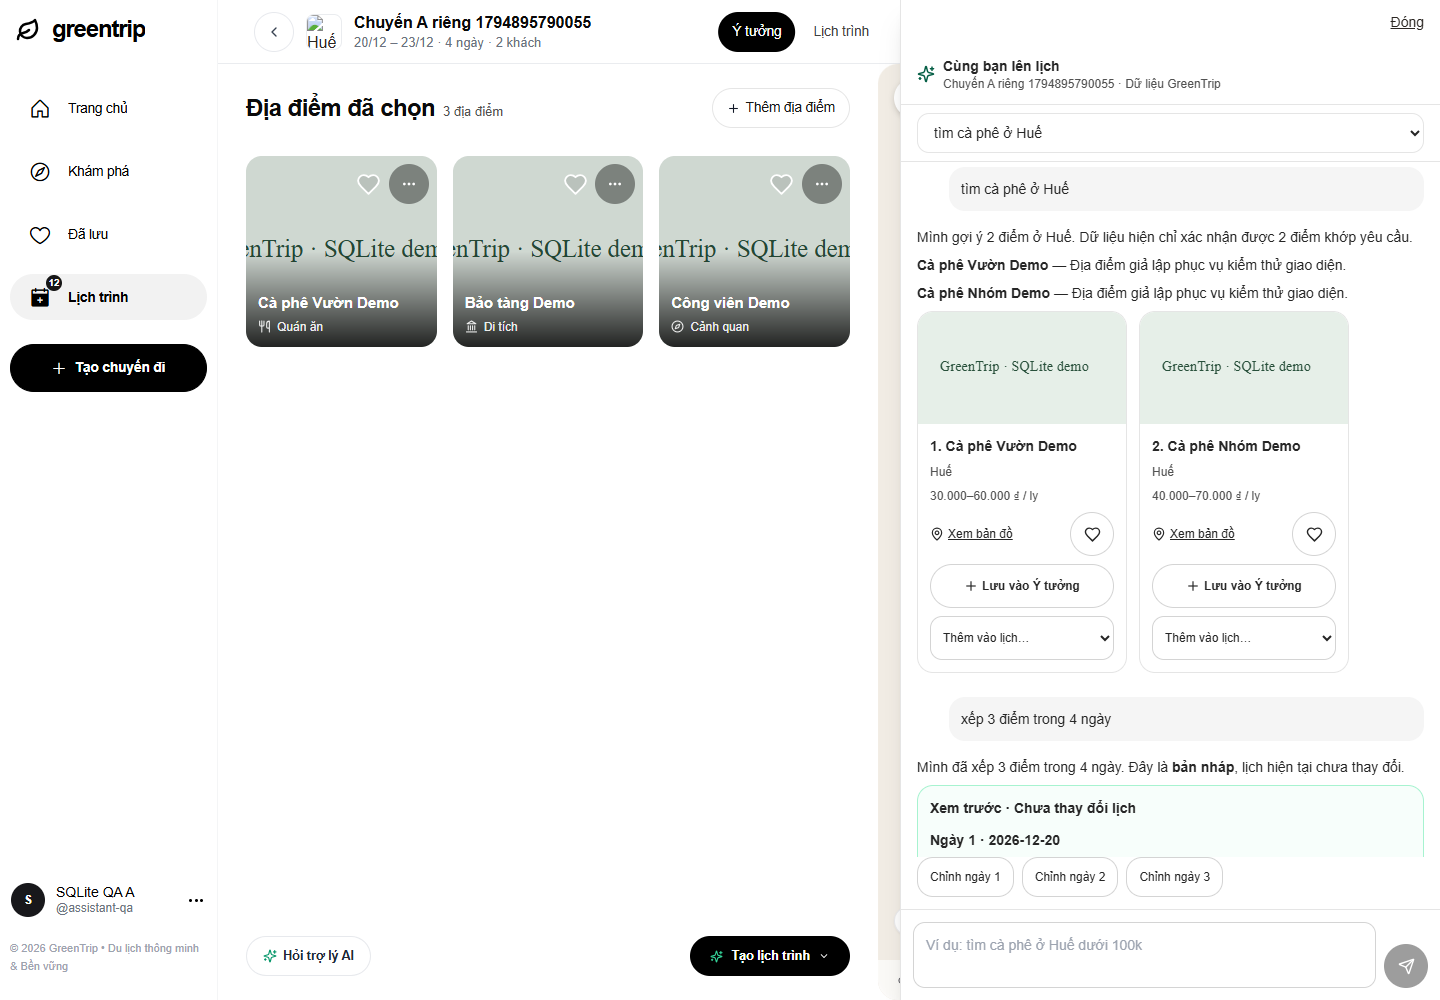 greentrip
Trang chủ
Khám phá
Đã lưu
12
Lịch trình
Tạo chuyến đi
S
SQLite QA A
@assistant-qa
© 2026 GreenTrip • Du lịch thông minh
& Bền vững
Huế
Chuyến A riêng 1794895790055
20/12 – 23/12 · 4 ngày · 2 khách
Ý tưởng
Lịch trình
Địa điểm đã chọn 3 địa điểm
Thêm địa điểm
enTrip · SQLite dem
Cà phê Vườn Demo
Quán ăn
enTrip · SQLite dem
Bảo tàng Demo
Di tích
enTrip · SQLite dem
Công viên Demo
Cảnh quan
Hỏi trợ lý AI
Tạo lịch trình
Đóng
Cùng bạn lên lịch
Chuyến A riêng 1794895790055 · Dữ liệu GreenTrip
tìm cà phê ở Huế
tìm cà phê ở Huế
Mình gợi ý 2 điểm ở Huế. Dữ liệu hiện chỉ xác nhận được 2 điểm khớp yêu cầu.
Cà phê Vườn Demo — Địa điểm giả lập phục vụ kiểm thử giao diện.
Cà phê Nhóm Demo — Địa điểm giả lập phục vụ kiểm thử giao diện.
GreenTrip · SQLite demo
1. Cà phê Vườn Demo
Huế
30.000–60.000 ₫ / ly
Xem bản đồ
Lưu vào Ý tưởng
Thêm vào lịch...
GreenTrip · SQLite demo
2. Cà phê Nhóm Demo
Huế
40.000–70.000 ₫ / ly
Xem bản đồ
Lưu vào Ý tưởng
Thêm vào lịch...
xếp 3 điểm trong 4 ngày
Mình đã xếp 3 điểm trong 4 ngày. Đây là bản nháp, lịch hiện tại chưa thay đổi.
Xem trước · Chưa thay đổi lịch
Ngày 1 · 2026-12-20
Chỉnh ngày 1
Chỉnh ngày 2
Chỉnh ngày 3
Ví dụ: tìm cà phê ở Huế dưới 100k